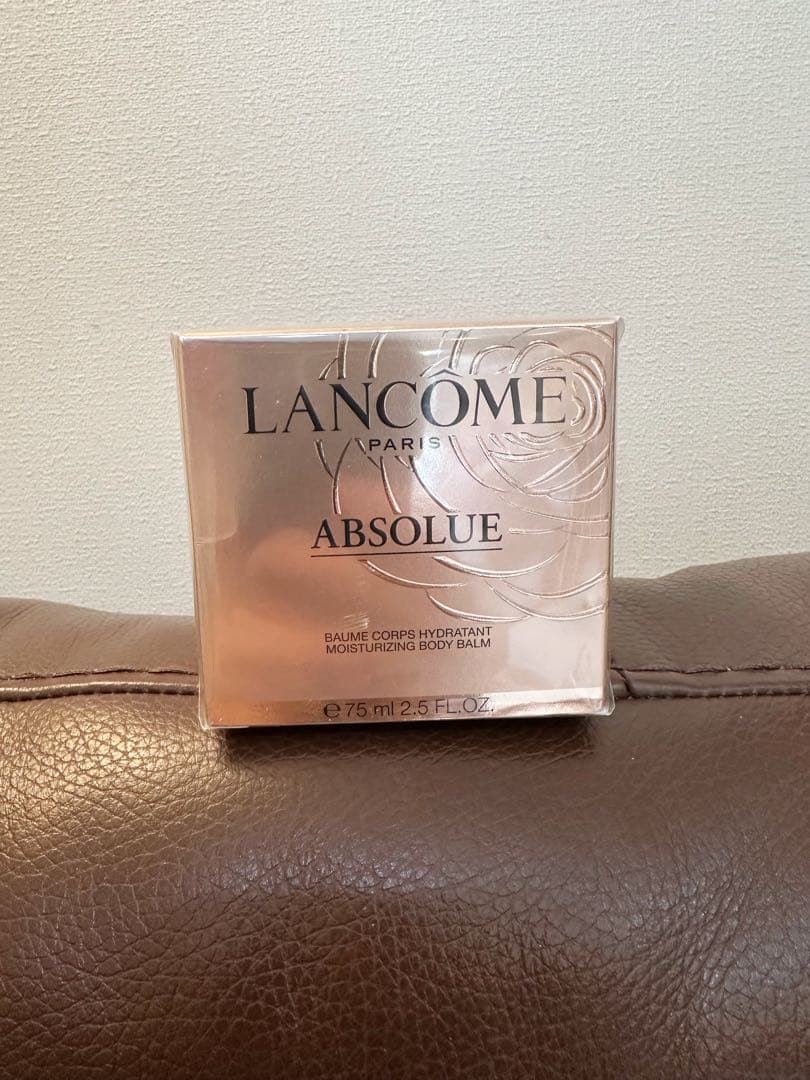 LANCÔME
PARIS
ABSOLUE
BAUME CORPS HYDRATANT
MOISTURIZING BODY BALM
℮ 75 ml 2.5 FL.OZ.